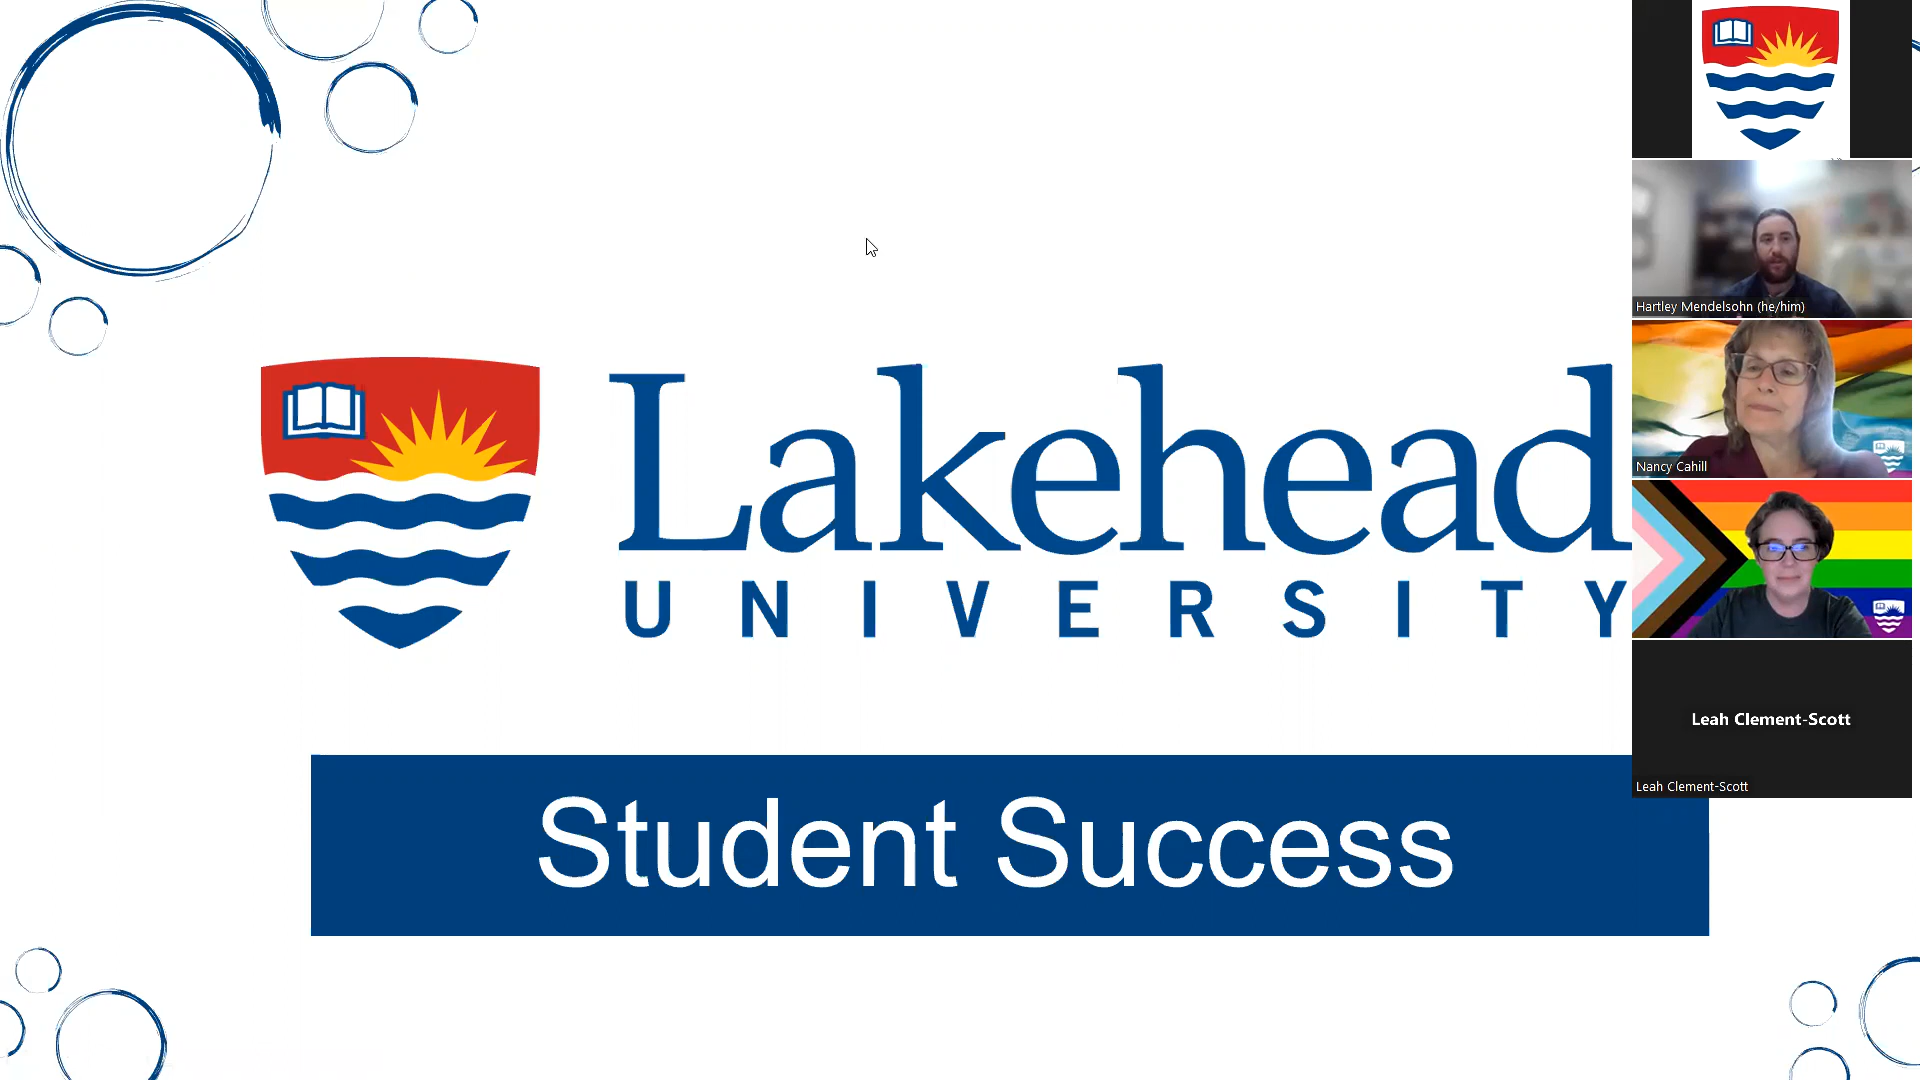 Lakehead
UNIVERSITY
Student Success
Hartley Mendelsohn (he/him)
Nancy Cahill
Leah Clement-Scott
Leah Clement-Scott